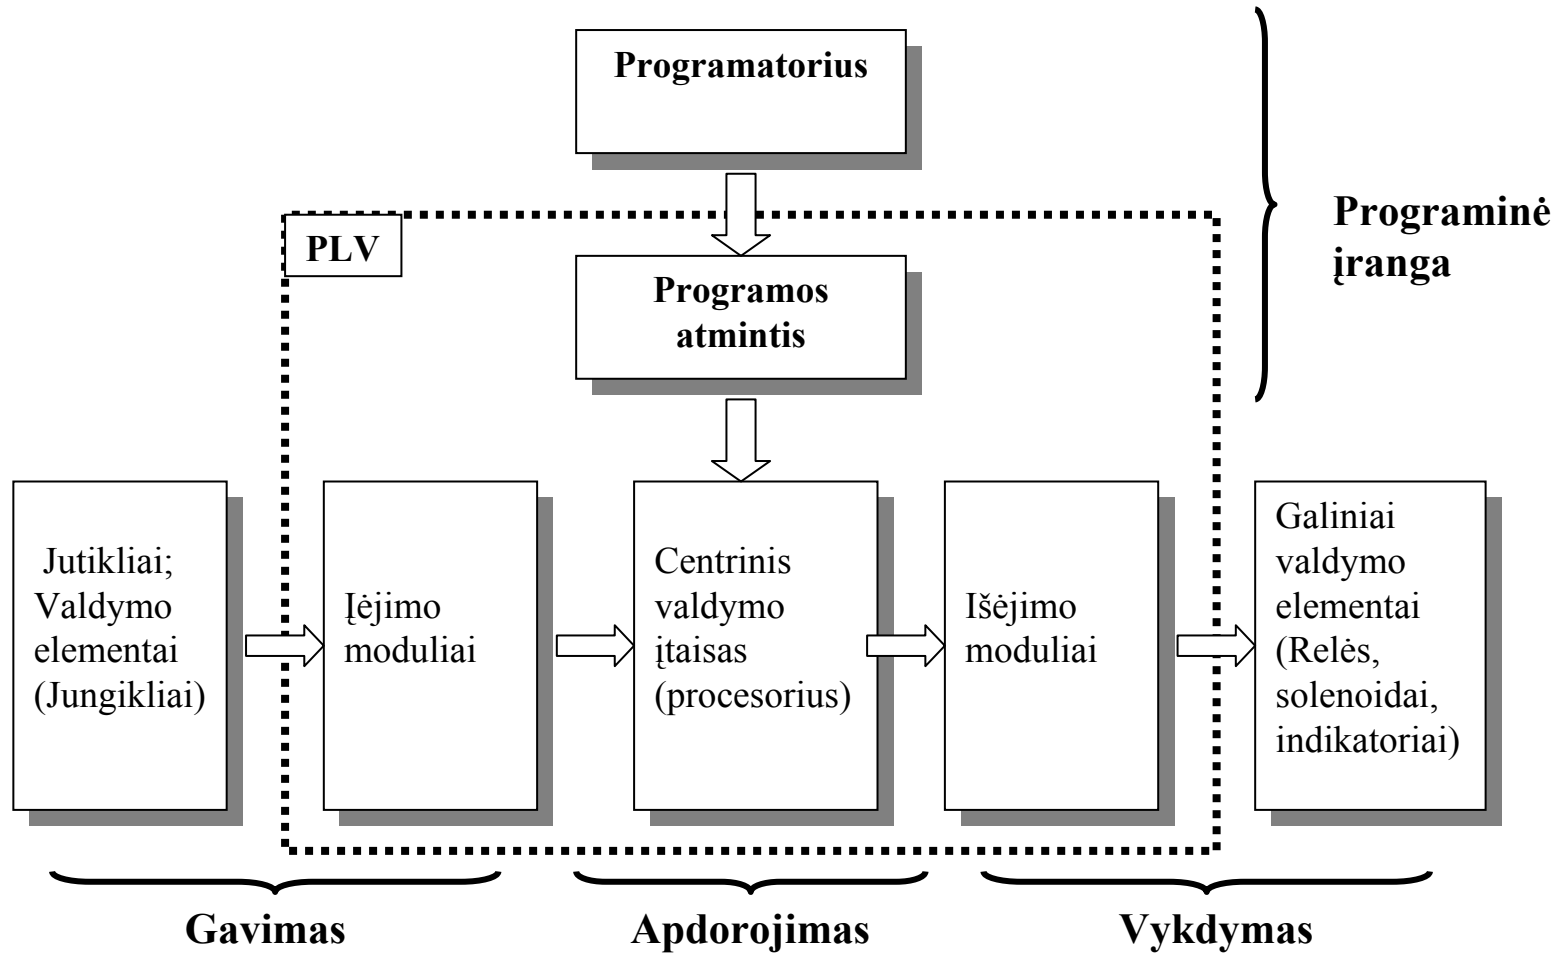 Programatorius
Programinė
įranga
PLV
Programos
atmintis
Jutikliai;
Valdymo
elementai
(Jungikliai)
Įėjimo
moduliai
Centrinis
valdymo
įtaisas
(procesorius)
Išėjimo
moduliai
Galiniai
valdymo
elementai
(Relės,
solenoidai,
indikatoriai)
Gavimas
Apdorojimas
Vykdymas